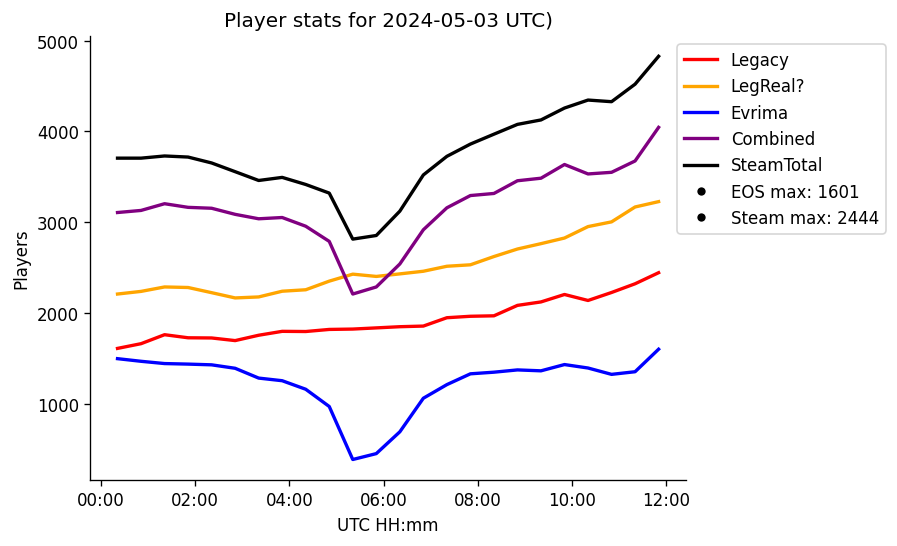 Player stats for 2024-05-03 UTC)
5000
4000
3000
2000
1000
Players
00:00 02:00 04:00 06:00 08:00 10:00 12:00
UTC HH:mm
Legacy
LegReal?
Evrima
Combined
SteamTotal
EOS max: 1601
Steam max: 2444